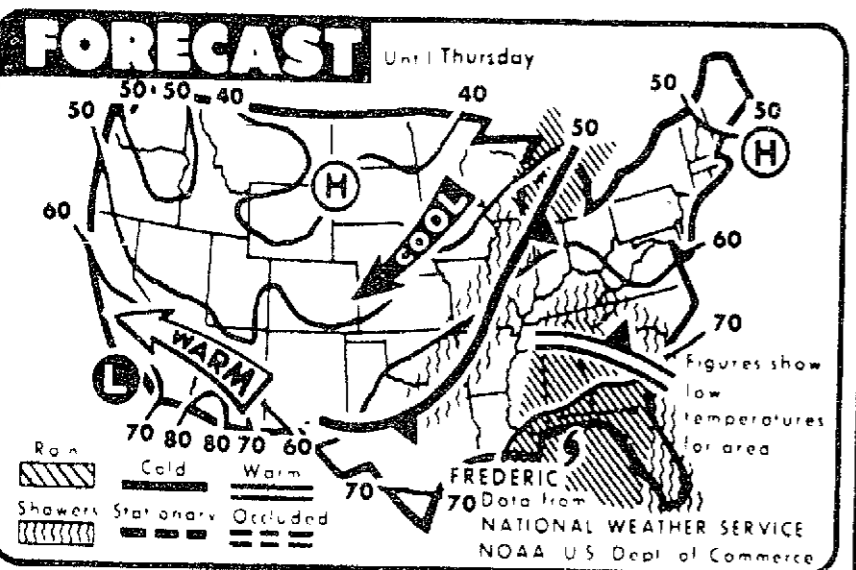 FORECAST
Until Thursday
50 50 50 40 40 50 50 50
H
H
60
COOL
60
WARM
L
70
Figures show
low
temperatures
for area
70 80 80 70 60
Rain
Cold
Warm
70
FREDERIC
70
Data from
Showers
Stationary
Occluded
NATIONAL WEATHER SERVICE
NOAA U S Dept of Commerce